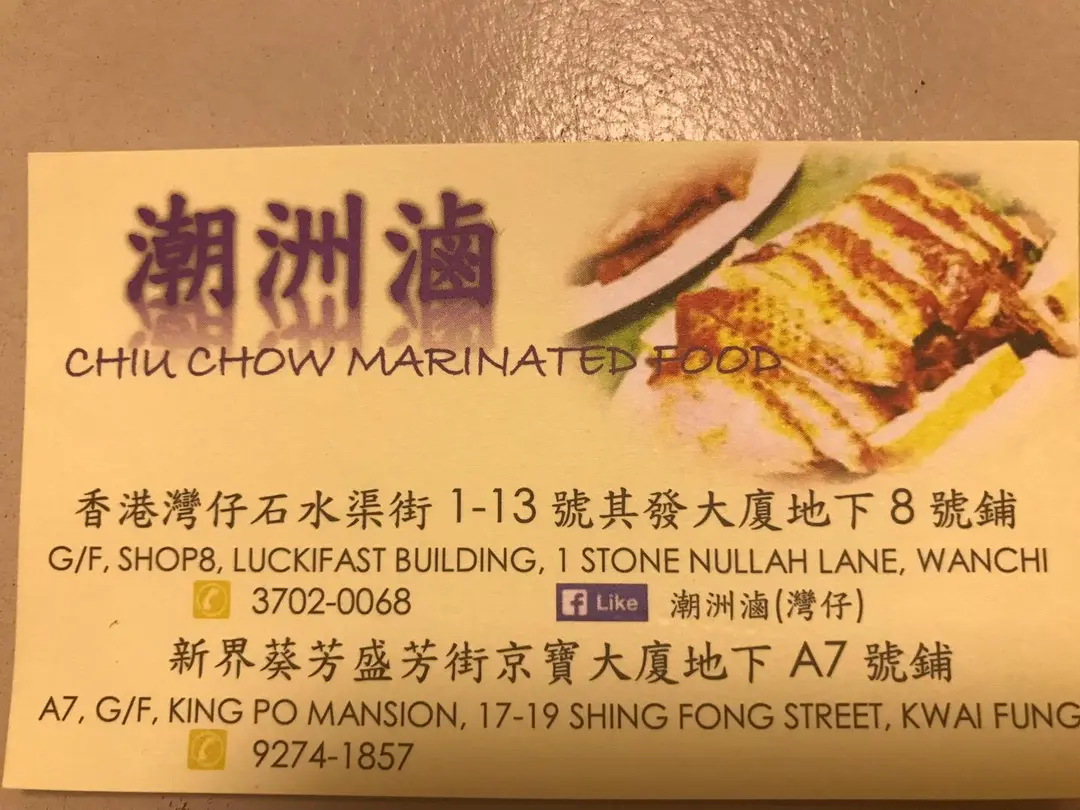 潮洲滷
CHIU CHOW MARINATED FOOD
香港灣仔石水渠街 1-13 號其發大廈地下 8 號鋪
G/F, SHOP8, LUCKIFAST BUILDING, 1 STONE NULLAH LANE, WANCHI
3702-0068 f Like 潮洲滷(灣仔)
新界葵芳盛芳街京寶大廈地下 A7 號鋪
A7, G/F, KING PO MANSION, 17-19 SHING FONG STREET, KWAI FUNG
9274-1857